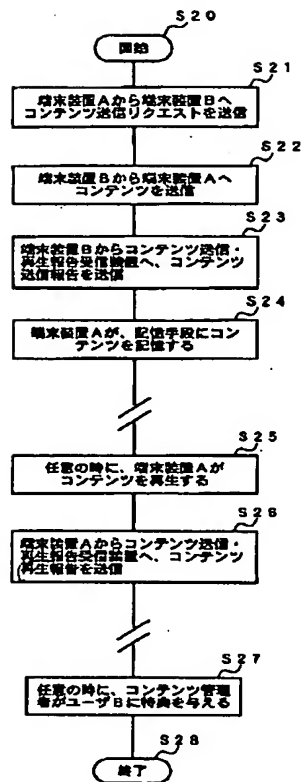 S20
開始
S21
端末装置Aから端末装置Bへ
コンテンツ送信リクエストを送信
S22
端末装置Bから端末装置Aへ
コンテンツを送信
S23
端末装置Bからコンテンツ送信・
再生報告受信装置へ、コンテンツ
送信報告を送信
S24
端末装置Aが、記憶手段にコン
テンツを記憶する
S25
任意の時に、端末装置Aが
コンテンツを再生する
S26
端末装置Aからコンテンツ送信・
再生報告受信装置へ、コンテンツ
再生報告を送信
S27
任意の時に、コンテンツ管理
者がユーザBに特典を与える
S28
終了